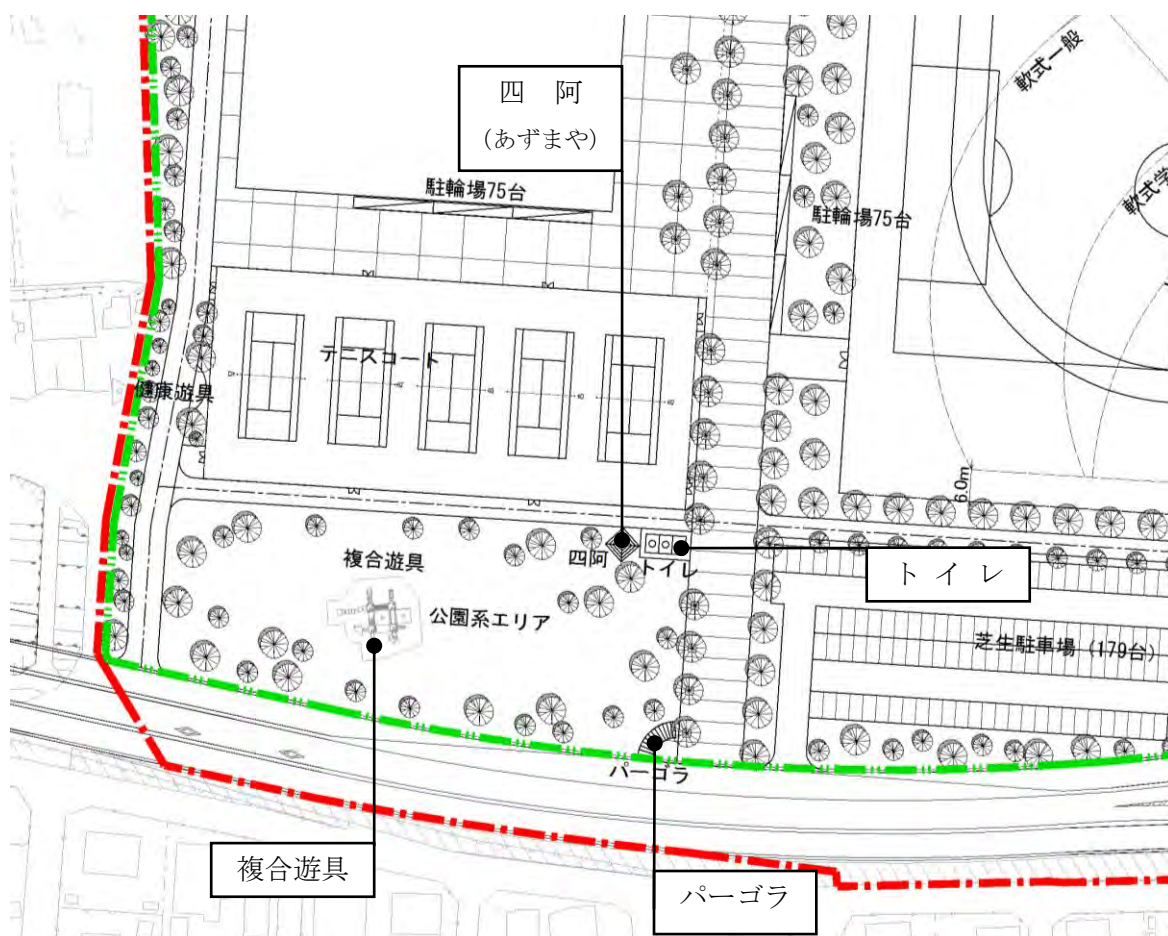 四 阿
(あずまや)
軟式一般
軟式学
駐輪場75台
駐輪場75台
テニスコート
健康遊具
60m
複合遊具
四阿
トイレ
トイレ
公園系エリア
芝生駐車場 (179台)
パーゴラ
複合遊具
パーゴラ